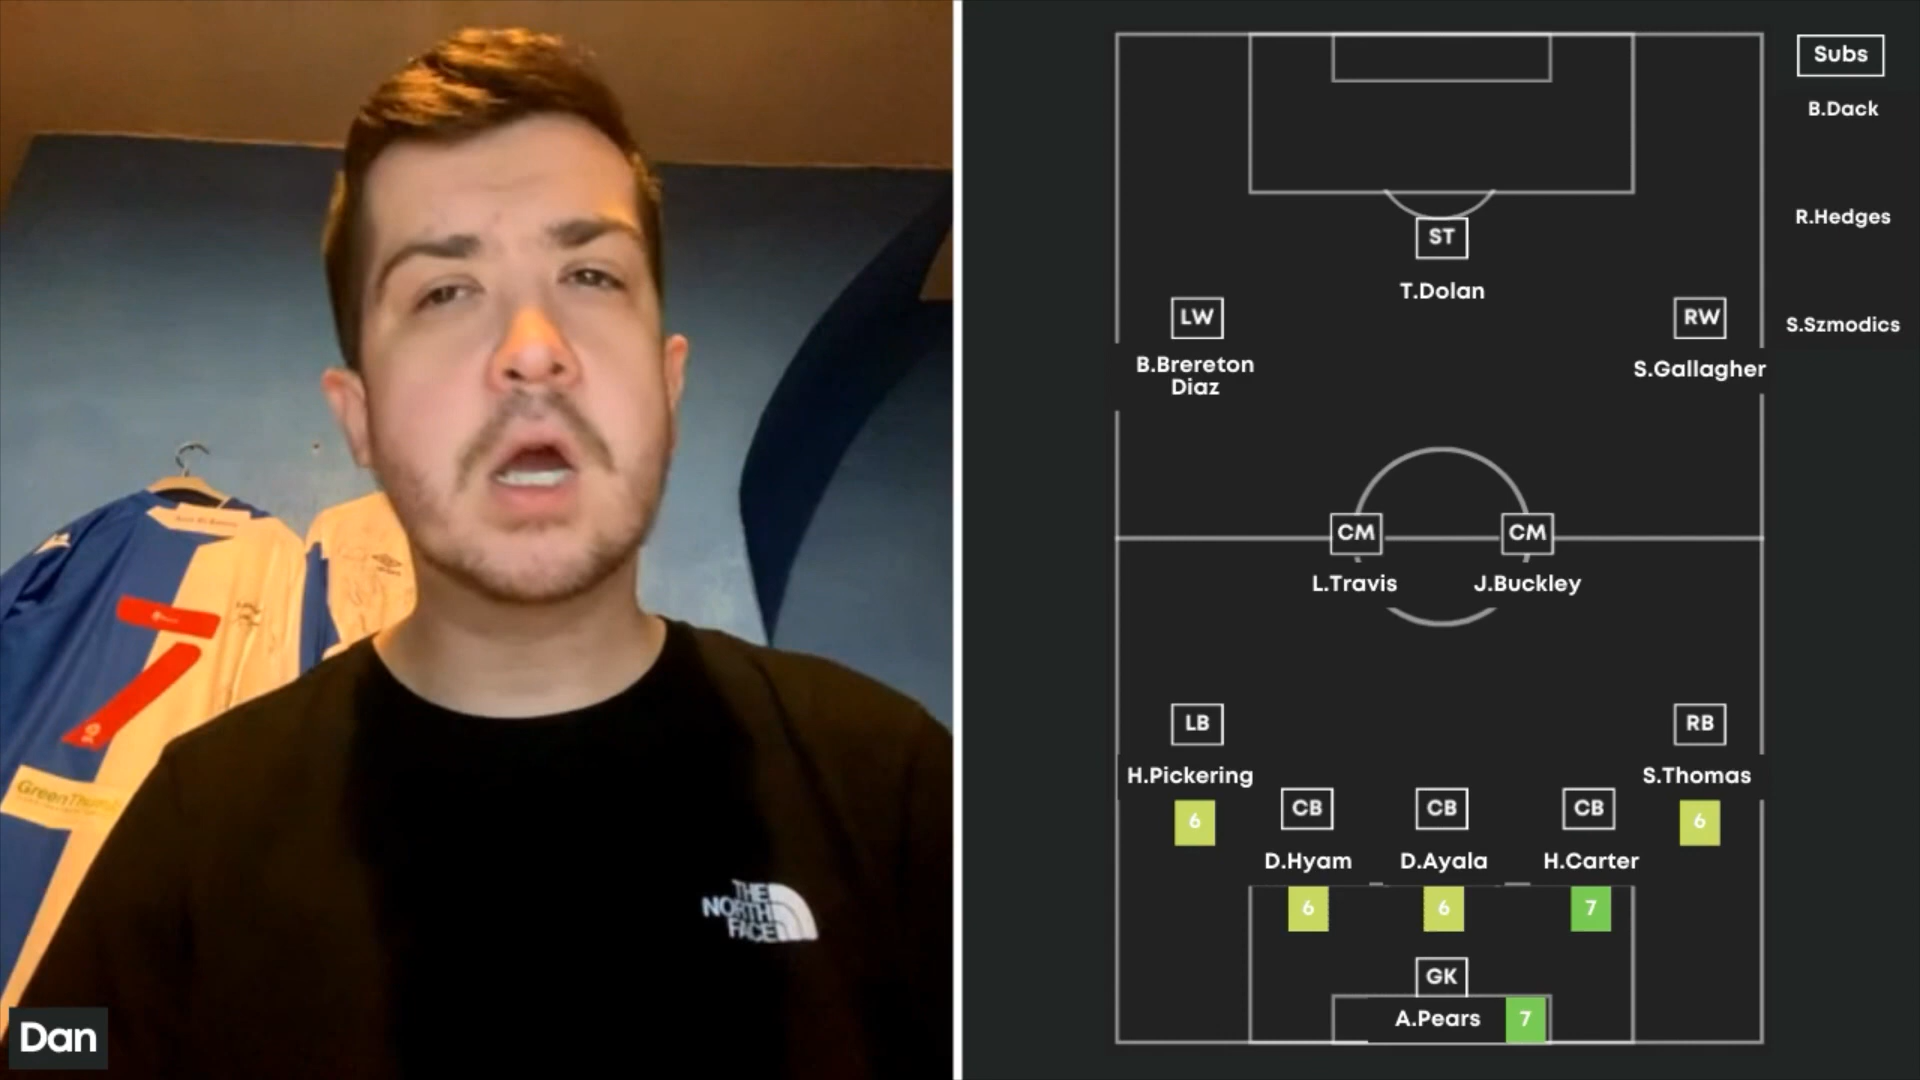 Subs
B.Dack
R.Hedges
S.Szmodics
ST
T.Dolan
LW
B.Brereton
Diaz
RW
S.Gallagher
CM
L.Travis
CM
J.Buckley
LB
H.Pickering
6
RB
S.Thomas
6
CB
D.Hyam
6
CB
D.Ayala
6
CB
H.Carter
7
GK
A.Pears
7
THE
NORTH
FACE
GreenThumb
Dan